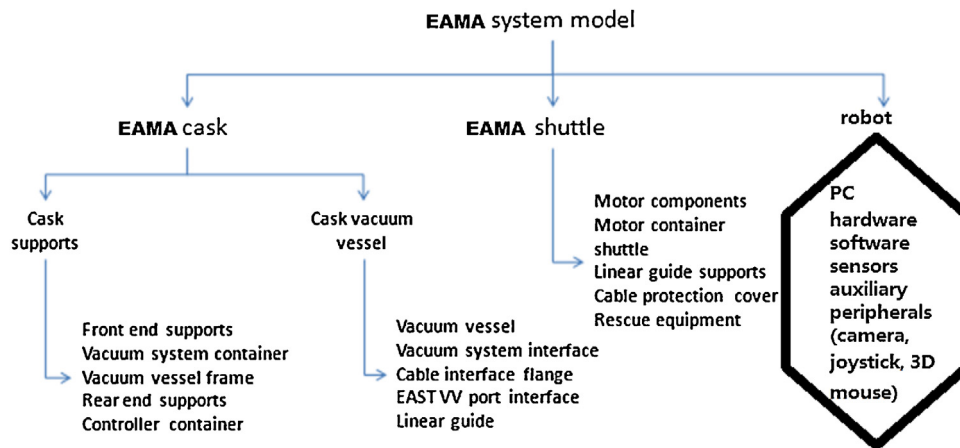 EAMA system model
EAMA cask
EAMA shuttle
robot
Cask
supports
Cask vacuum
vessel
Front end supports
Vacuum system container
Vacuum vessel frame
Rear end supports
Controller container
Vacuum vessel
Vacuum system interface
Cable interface flange
EAST VV port interface
Linear guide
Motor components
Motor container
shuttle
Linear guide supports
Cable protection cover
Rescue equipment
PC
hardware
software
sensors
auxiliary
peripherals
(camera,
joystick, 3D
mouse)